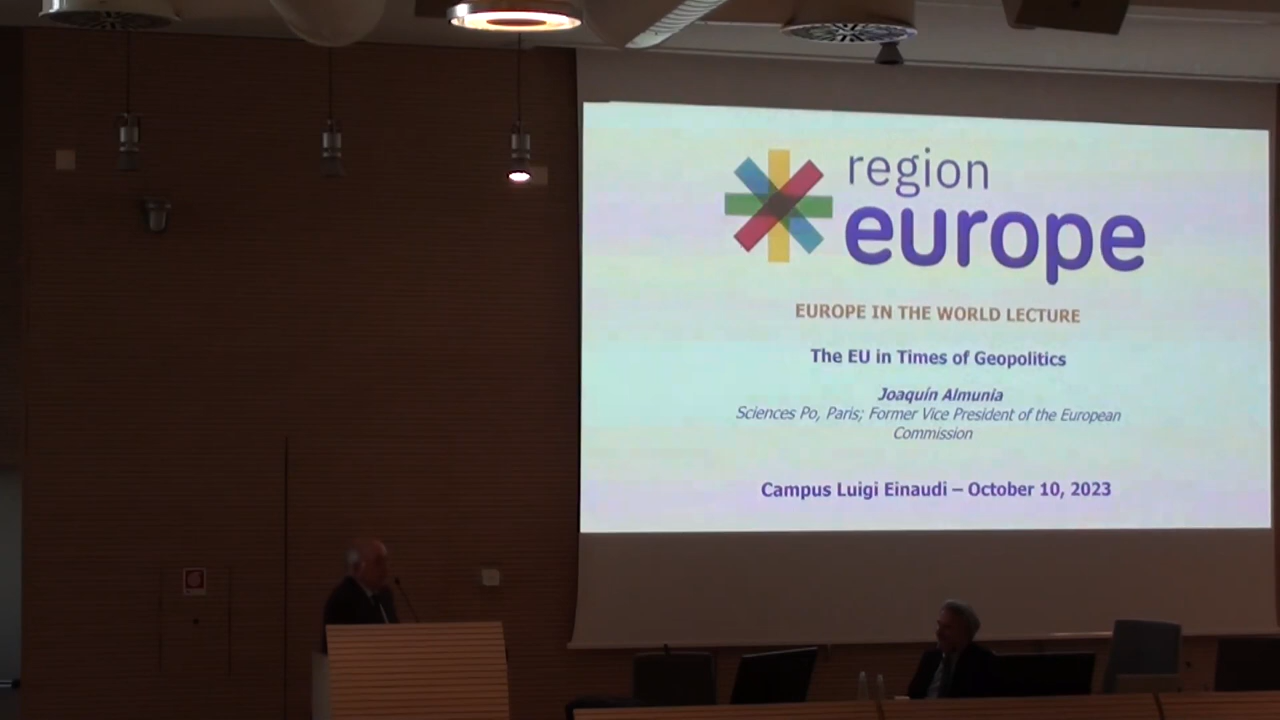 region
europe
EUROPE IN THE WORLD LECTURE
The EU in Times of Geopolitics
Joaquín Almunia
Sciences Po, Paris; Former Vice President of the European
Commission
Campus Luigi Einaudi – October 10, 2023